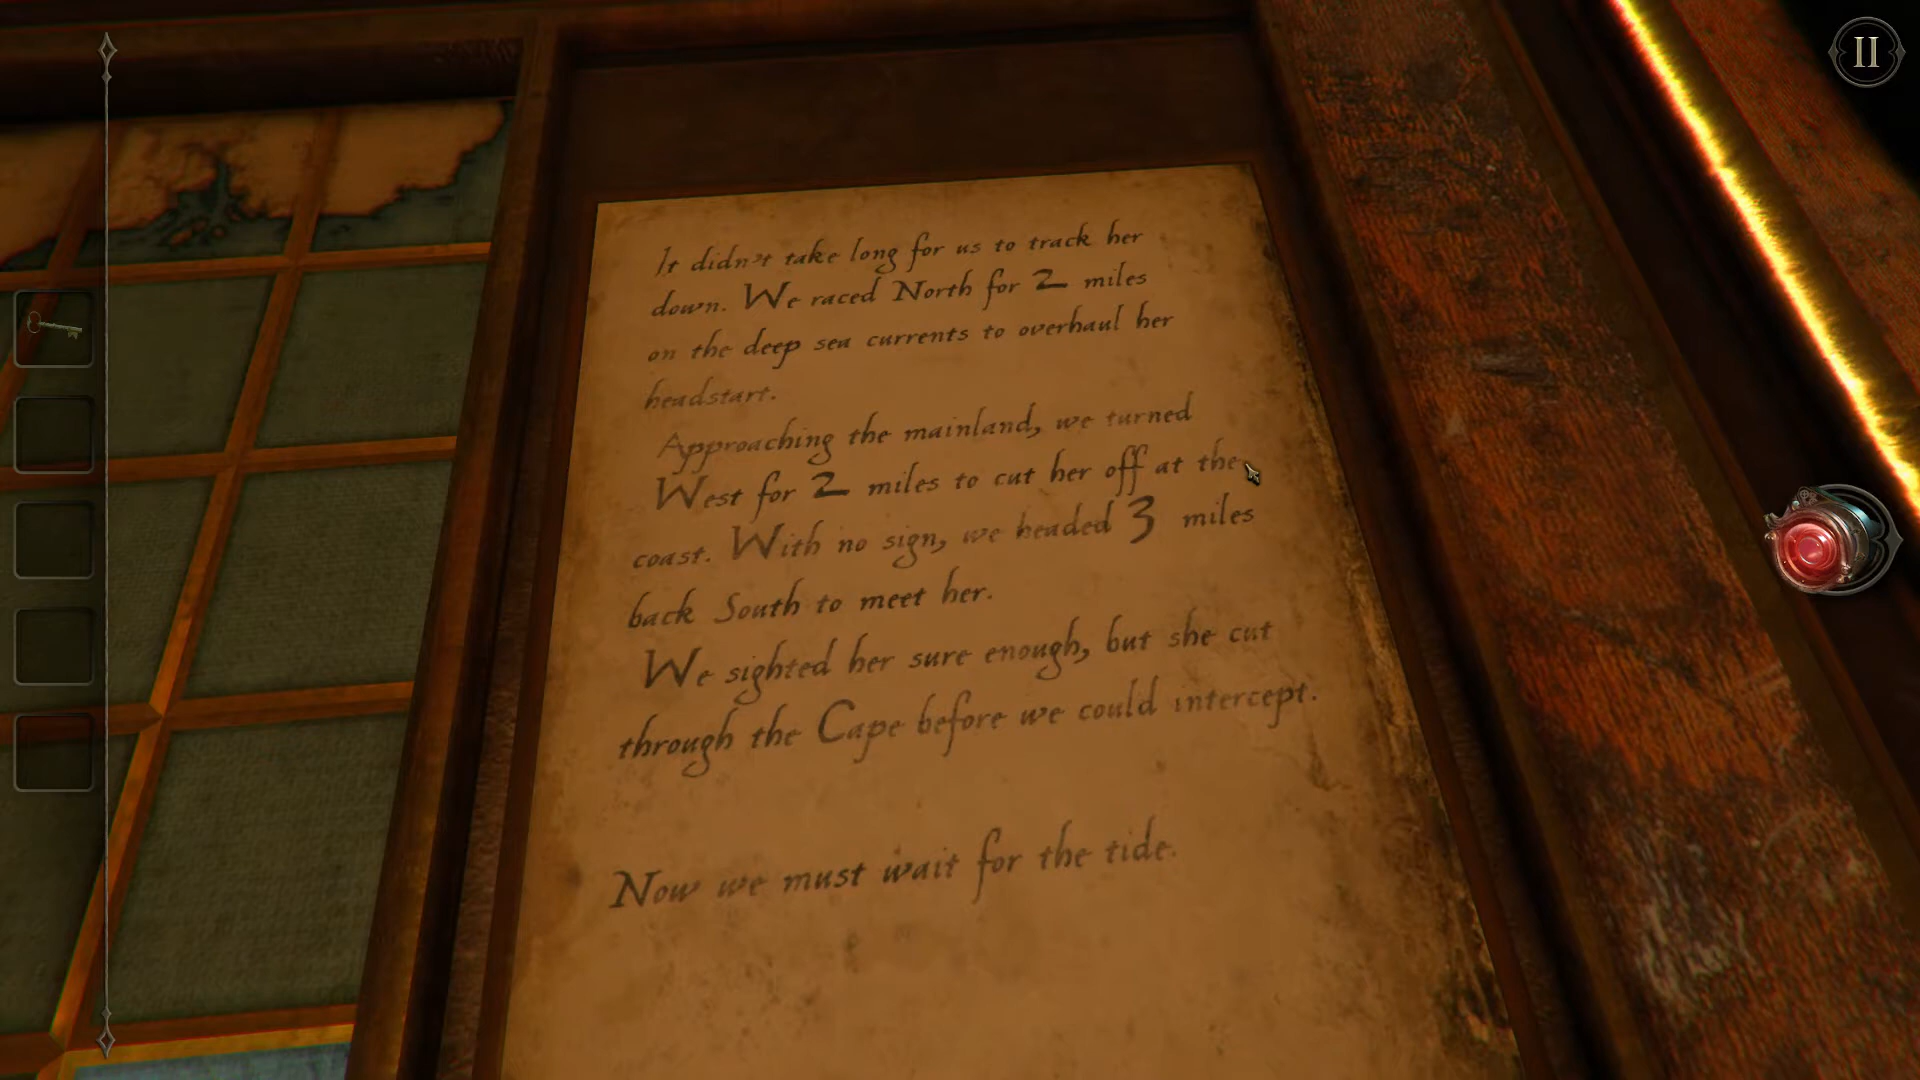 It didn't take long for us to track her
down. We raced North for 2 miles
on the deep sea currents to overhaul her
headstart.
Approaching the mainland, we turned
West for 2 miles to cut her off at the
coast. With no sign, we headed 3 miles
back South to meet her.
We sighted her sure enough, but she cut
through the Cape before we could intercept.
Now we must wait for the tide.